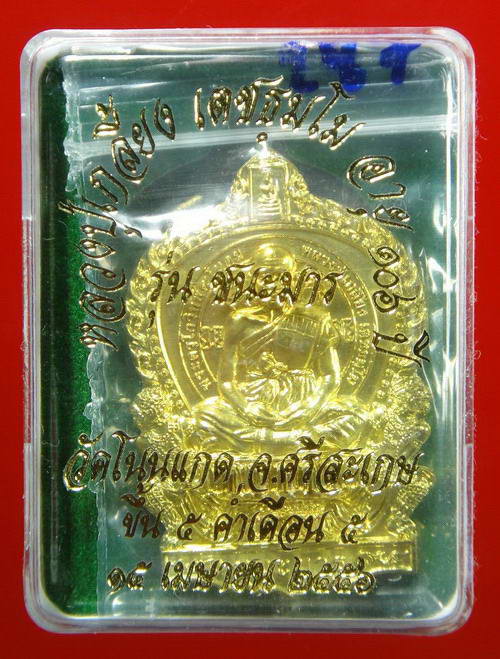 หลวงปู่เกลี้ยง เตชธมฺโม อายุ ๑๐๖ ปี
รุ่น ชนะมาร
วัดโนนแกด จ.ศรีสะเกษ
ขึ้น ๕ ค่ำเดือน ๕
๑๕ เมษายน ๒๕๕๖